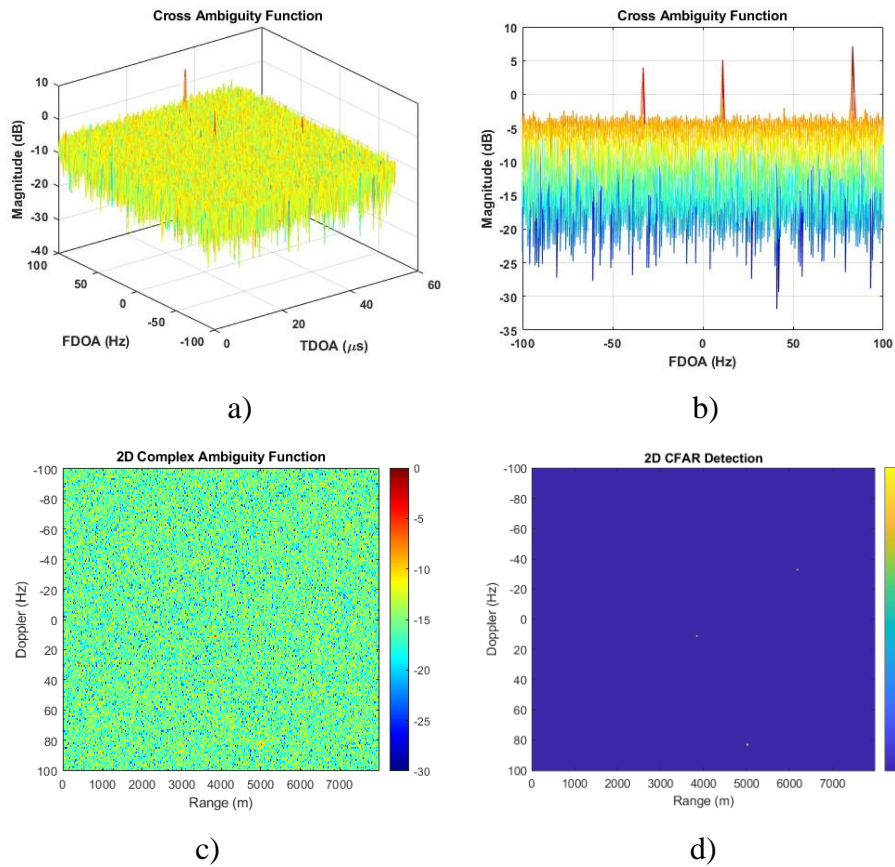 Cross Ambiguity Function
10
0
-10
-20
-30
-40
Magnitude (dB)
100
50
0
-50
-100
FDOA (Hz)
0
20
40
60
TDOA (μs)
a)
Cross Ambiguity Function
10
5
0
-5
-10
-15
-20
-25
-30
-35
Magnitude (dB)
-100 -50 0 50 100
FDOA (Hz)
b)
2D Complex Ambiguity Function
-100
-80
-60
-40
-20
0
20
40
60
80
100
Doppler (Hz)
0 1000 2000 3000 4000 5000 6000 7000
Range (m)
0
-5
-10
-15
-20
-25
-30
c)
2D CFAR Detection
-100
-80
-60
-40
-20
0
20
40
60
80
100
Doppler (Hz)
0 1000 2000 3000 4000 5000 6000 7000
Range (m)
d)